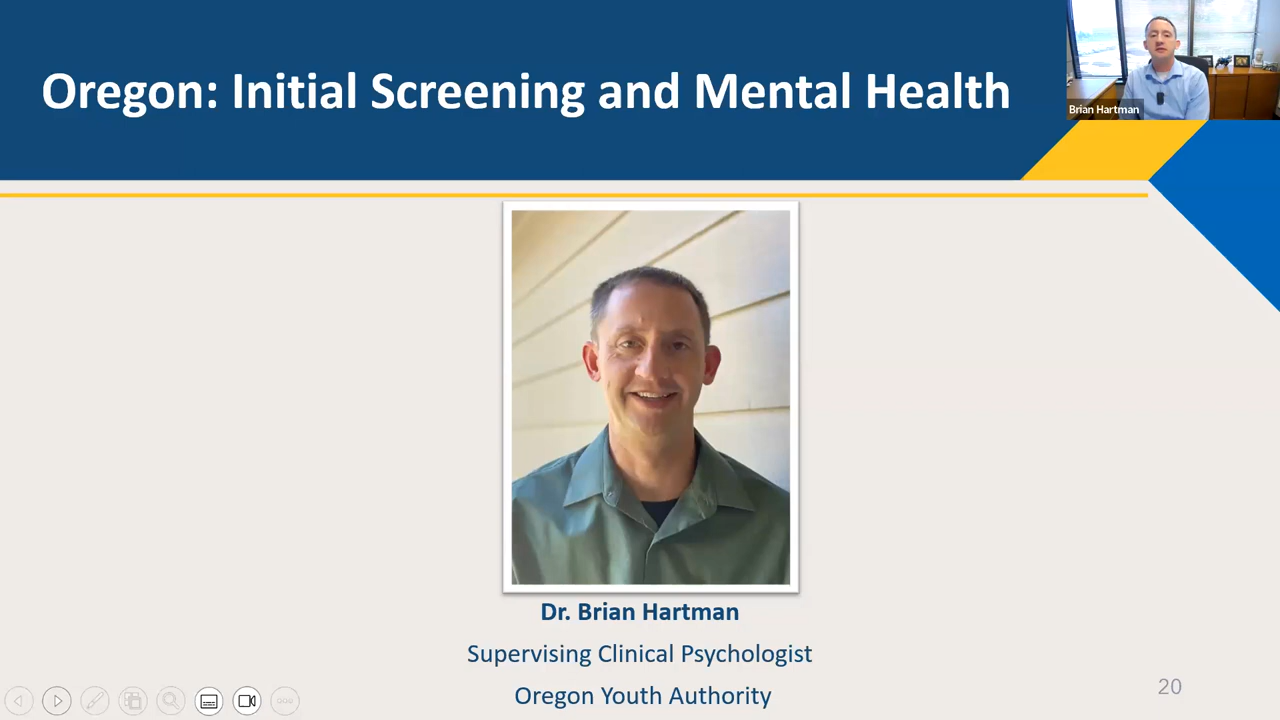 Oregon: Initial Screening and Mental Health
Brian Hartman
Dr. Brian Hartman
Supervising Clinical Psychologist
Oregon Youth Authority
20